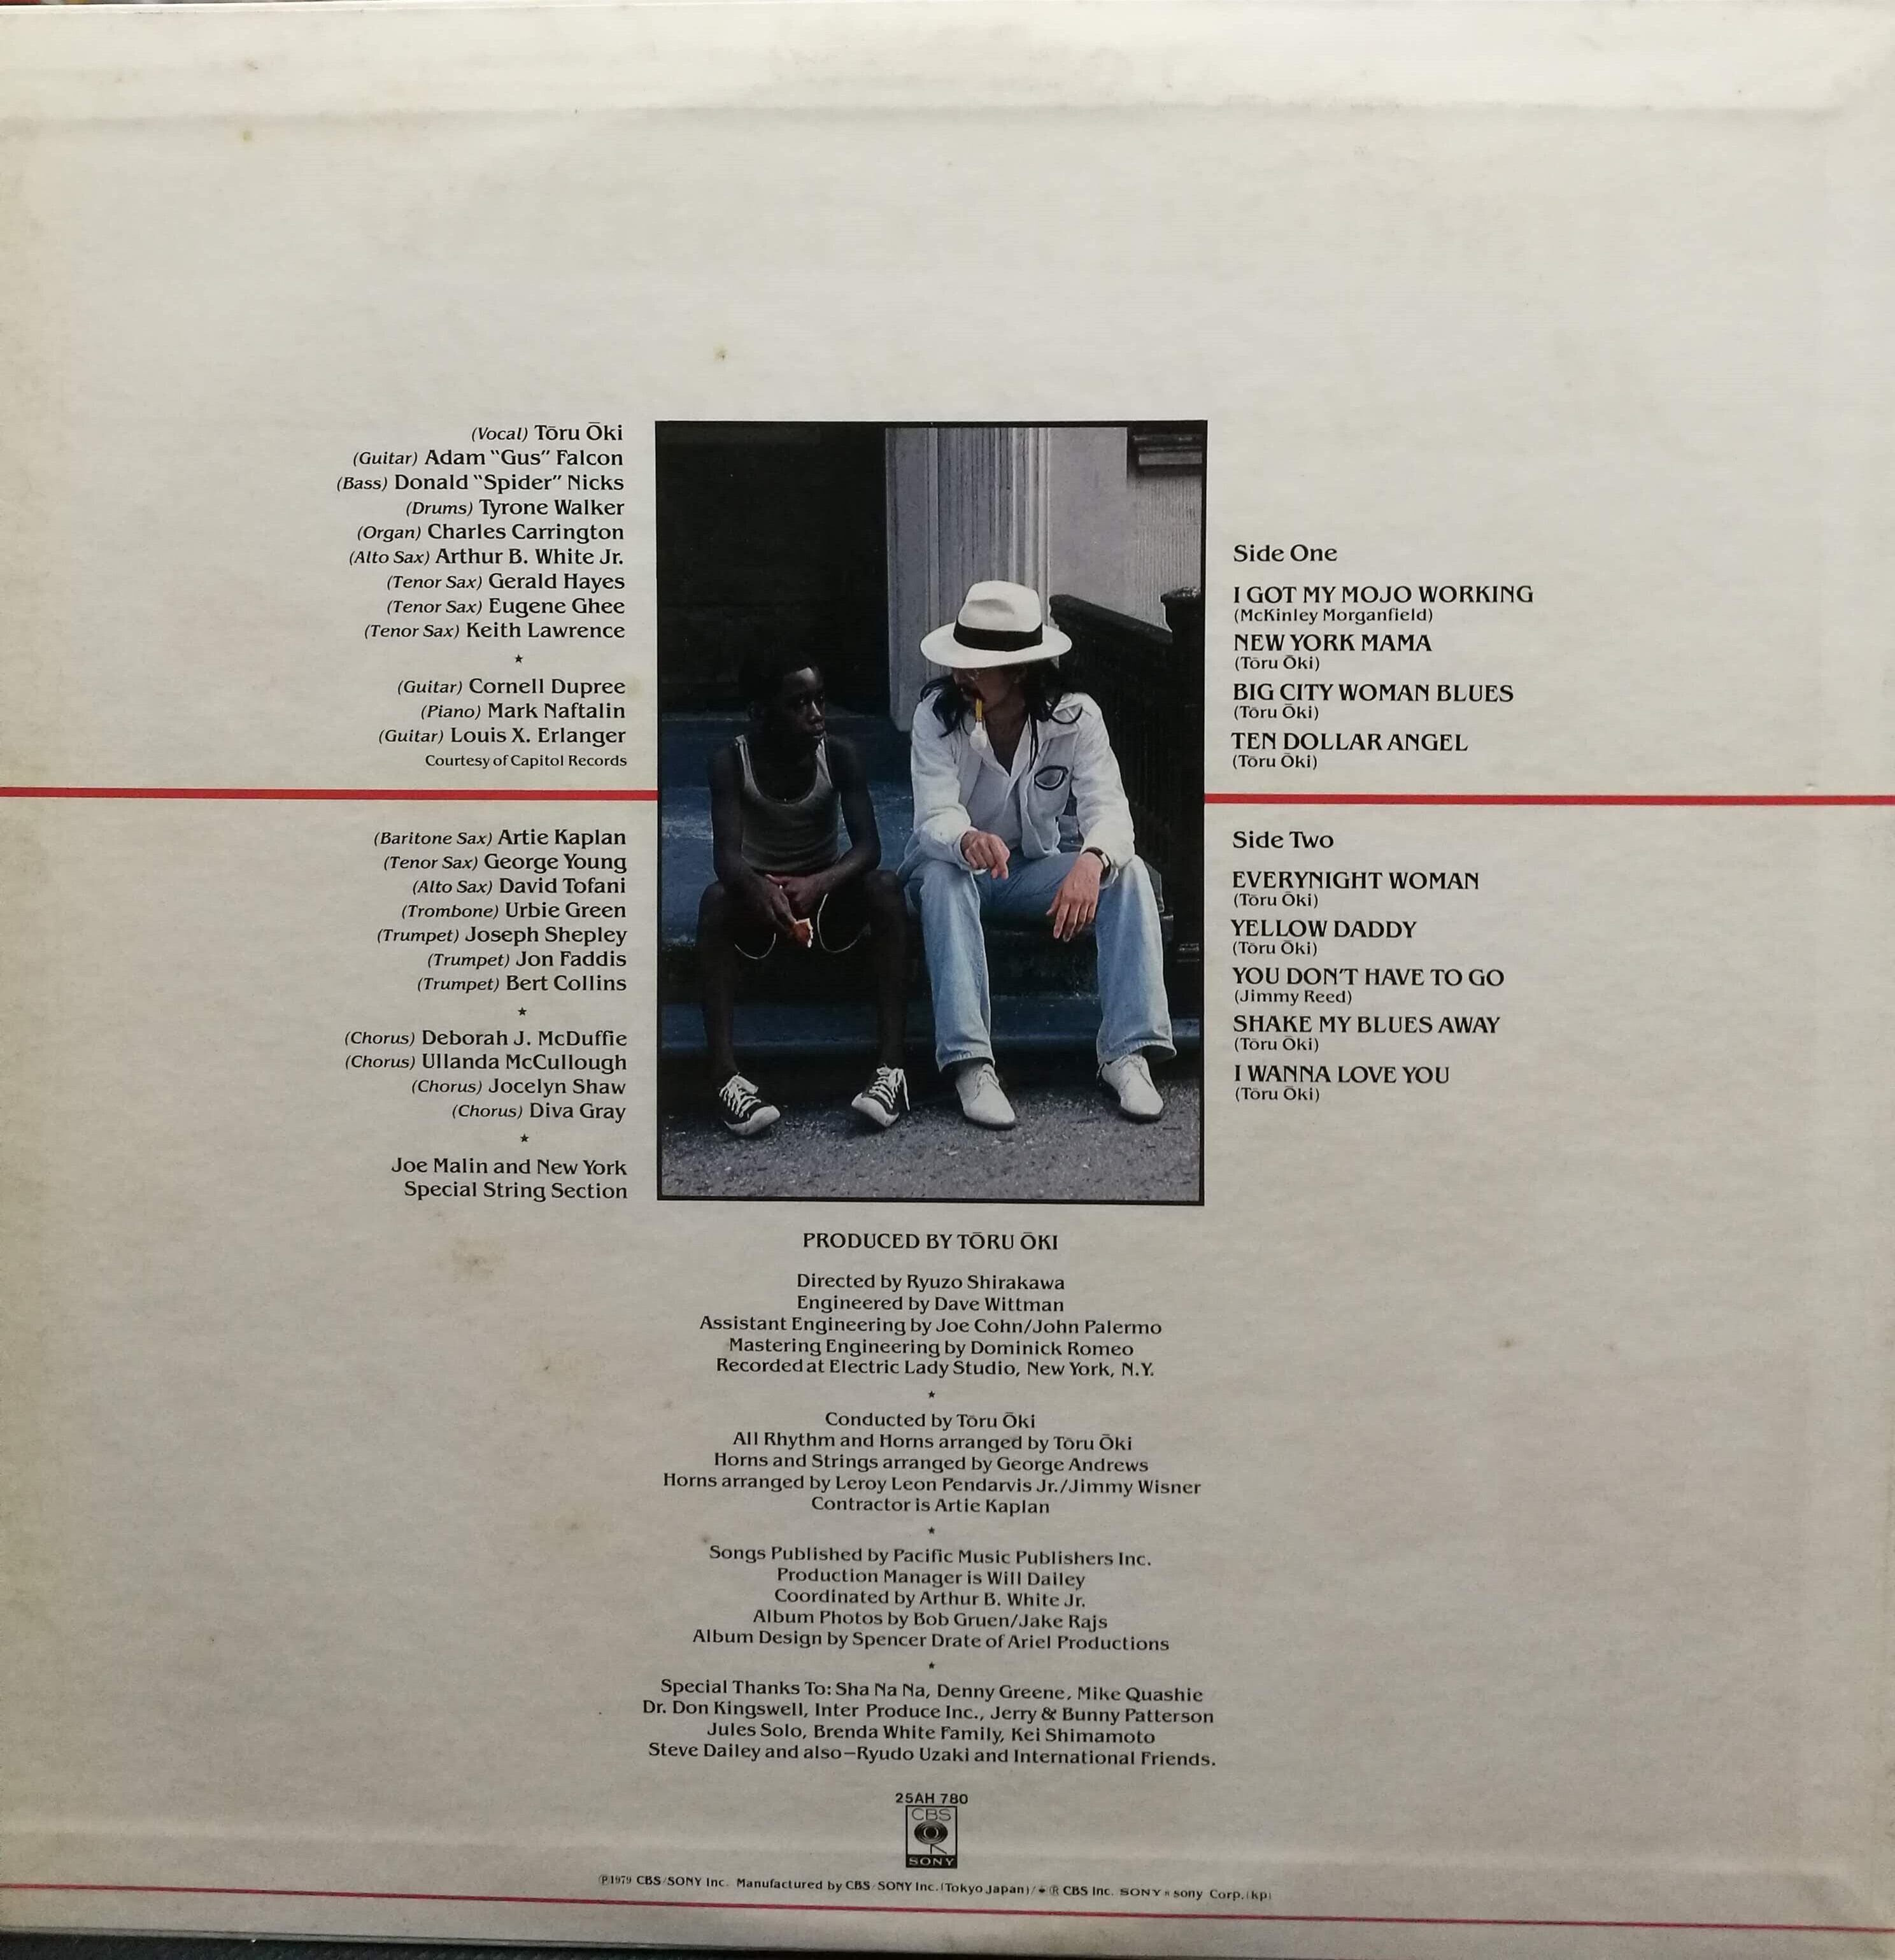 (Vocal) Tōru Ōki
(Guitar) Adam “Gus” Falcon
(Bass) Donald “Spider” Nicks
(Drums) Tyrone Walker
(Organ) Charles Carrington
(Alto Sax) Arthur B. White Jr.
(Tenor Sax) Gerald Hayes
(Tenor Sax) Eugene Ghee
(Tenor Sax) Keith Lawrence
★
(Guitar) Cornell Dupree
(Piano) Mark Naftalin
(Guitar) Louis X. Erlanger
Courtesy of Capitol Records
(Baritone Sax) Artie Kaplan
(Tenor Sax) George Young
(Alto Sax) David Tofani
(Trombone) Urbie Green
(Trumpet) Joseph Shepley
(Trumpet) Jon Faddis
(Trumpet) Bert Collins
★
(Chorus) Deborah J. McDuffie
(Chorus) Ullanda McCullough
(Chorus) Jocelyn Shaw
(Chorus) Diva Gray
★
Joe Malin and New York
Special String Section
Side One
I GOT MY MOJO WORKING
(McKinley Morganfield)
NEW YORK MAMA
(Tōru Ōki)
BIG CITY WOMAN BLUES
(Tōru Ōki)
TEN DOLLAR ANGEL
(Tōru Ōki)
Side Two
EVERYNIGHT WOMAN
(Tōru Ōki)
YELLOW DADDY
(Tōru Ōki)
YOU DON'T HAVE TO GO
(Jimmy Reed)
SHAKE MY BLUES AWAY
(Tōru Ōki)
I WANNA LOVE YOU
(Tōru Ōki)
PRODUCED BY TŌRU ŌKI
Directed by Ryuzo Shirakawa
Engineered by Dave Wittman
Assistant Engineering by Joe Cohn/John Palermo
Mastering Engineering by Dominick Romeo
Recorded at Electric Lady Studio, New York, N.Y.
★
Conducted by Tōru Ōki
All Rhythm and Horns arranged by Tōru Ōki
Horns and Strings arranged by George Andrews
Horns arranged by Leroy Leon Pendarvis Jr./Jimmy Wisner
Contractor is Artie Kaplan
★
Songs Published by Pacific Music Publishers Inc.
Production Manager is Will Dailey
Coordinated by Arthur B. White Jr.
Album Photos by Bob Gruen/Jake Rajs
Album Design by Spencer Drate of Ariel Productions
★
Special Thanks To: Sha Na Na, Denny Greene, Mike Quashie
Dr. Don Kingswell, Inter Produce Inc., Jerry & Bunny Patterson
Jules Solo, Brenda White Family, Kei Shimamoto
Steve Dailey and also—Ryudo Uzaki and International Friends.
25AH 780
CBS
SONY
℗1979 CBS/SONY Inc. Manufactured by CBS/SONY Inc. (Tokyo Japan)/ ® CBS Inc. SONY ® sony Corp. (kp)